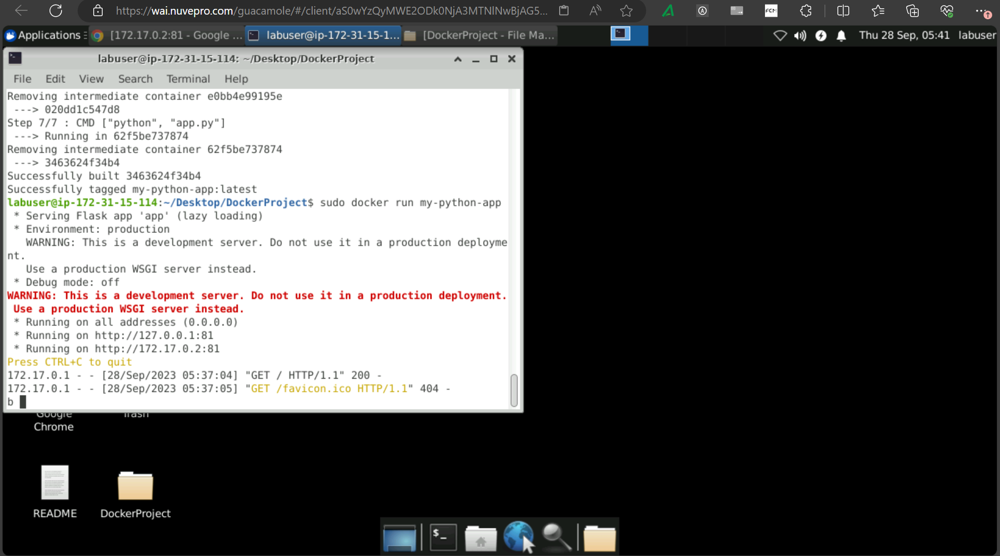 https://wai.nuvepro.com/guacamole/#/client/aS0wYzQyMWE2ODk0NjA3MTNlNwBjAG5...
FCM
Applications
[172.17.0.2:81 - Google ...
labuser@ip-172-31-15-1...
[DockerProject - File Ma...
Thu 28 Sep, 05:41 labuser
labuser@ip-172-31-15-114: ~/Desktop/DockerProject
File Edit View Search Terminal Help
Removing intermediate container e0bb4e99195e
 ---> 020dd1c547d8
Step 7/7 : CMD ["python", "app.py"]
 ---> Running in 62f5be737874
Removing intermediate container 62f5be737874
 ---> 3463624f34b4
Successfully built 3463624f34b4
Successfully tagged my-python-app:latest
labuser@ip-172-31-15-114:~/Desktop/DockerProject$ sudo docker run my-python-app
 * Serving Flask app 'app' (lazy loading)
 * Environment: production
   WARNING: This is a development server. Do not use it in a production deployme
nt.
   Use a production WSGI server instead.
 * Debug mode: off
WARNING: This is a development server. Do not use it in a production deployment.
 Use a production WSGI server instead.
 * Running on all addresses (0.0.0.0)
 * Running on http://127.0.0.1:81
 * Running on http://172.17.0.2:81
Press CTRL+C to quit
172.17.0.1 - - [28/Sep/2023 05:37:04] "GET / HTTP/1.1" 200 -
172.17.0.1 - - [28/Sep/2023 05:37:05] "GET /favicon.ico HTTP/1.1" 404 -
b
Google
Chrome
Trash
README
DockerProject
$_